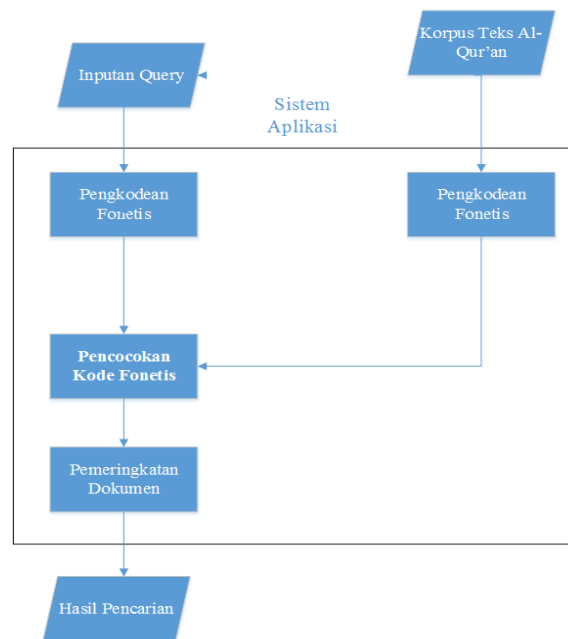 Korpus Teks Al-
Qur’an
Inputan Query
Sistem
Aplikasi
Pengkodean
Fonetis
Pengkodean
Fonetis
Pencocokan
Kode Fonetis
Pemeringkatan
Dokumen
Hasil Pencarian